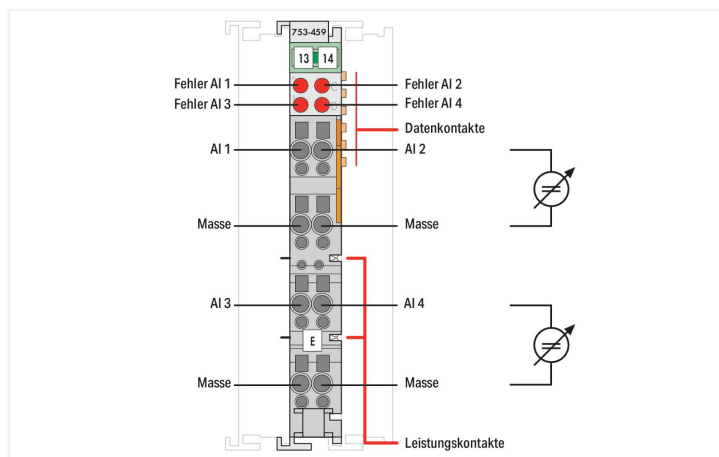 753-459
13 14
Fehler AI 1
Fehler AI 2
Fehler AI 3
Fehler AI 4
Datenkontakte
AI 1
AI 2
Masse
Masse
AI 3
AI 4
E
Masse
Masse
Leistungskontakte